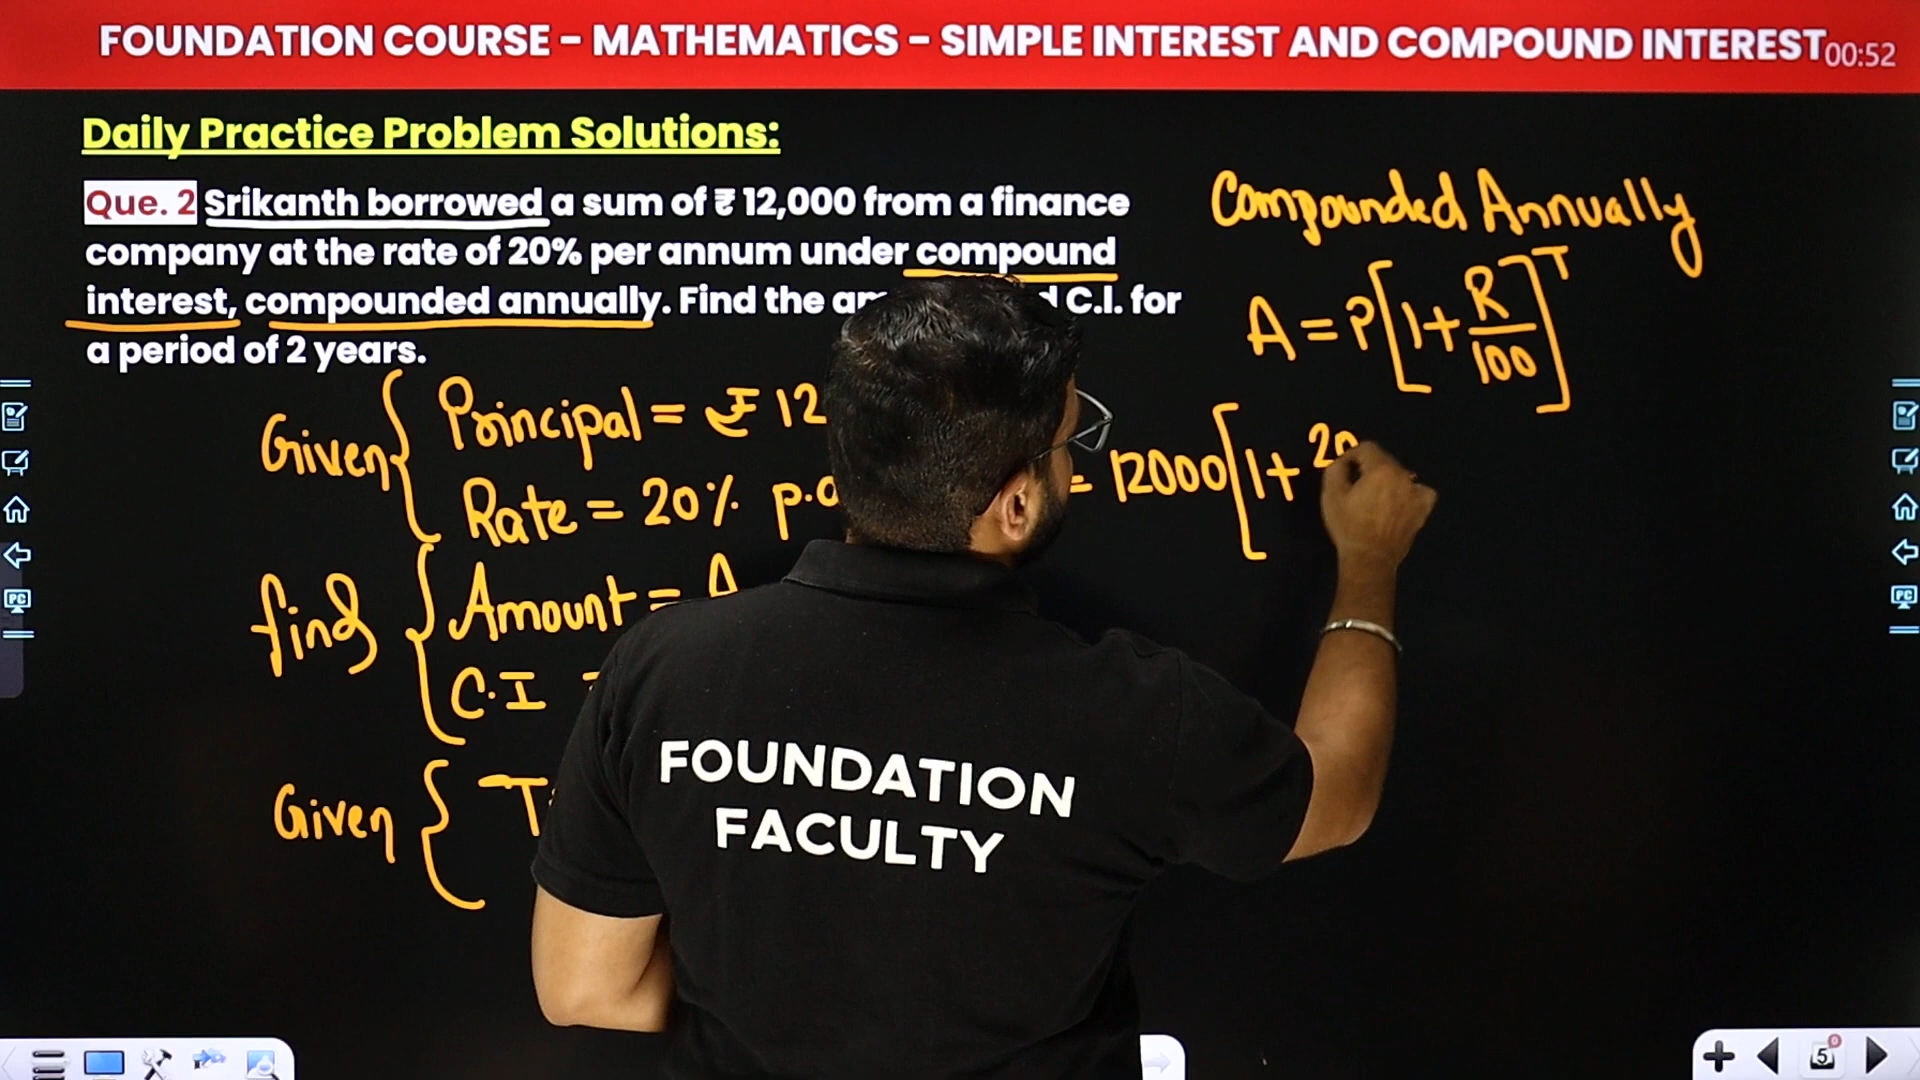 FOUNDATION COURSE - MATHEMATICS - SIMPLE INTEREST AND COMPOUND INTEREST
00:52
Daily Practice Problem Solutions:
Que. 2 Srikanth borrowed a sum of ₹ 12,000 from a finance
company at the rate of 20% per annum under compound
interest, compounded annually. Find the C.I. for
a period of 2 years.
Compounded Annually
A = P[1+R/100]^T
Given { Principal = ₹ 12
Rate = 20% p.a
= 12000[1+20
find { Amount = A
C.I
Given {
FOUNDATION
FACULTY
PC
PC
5